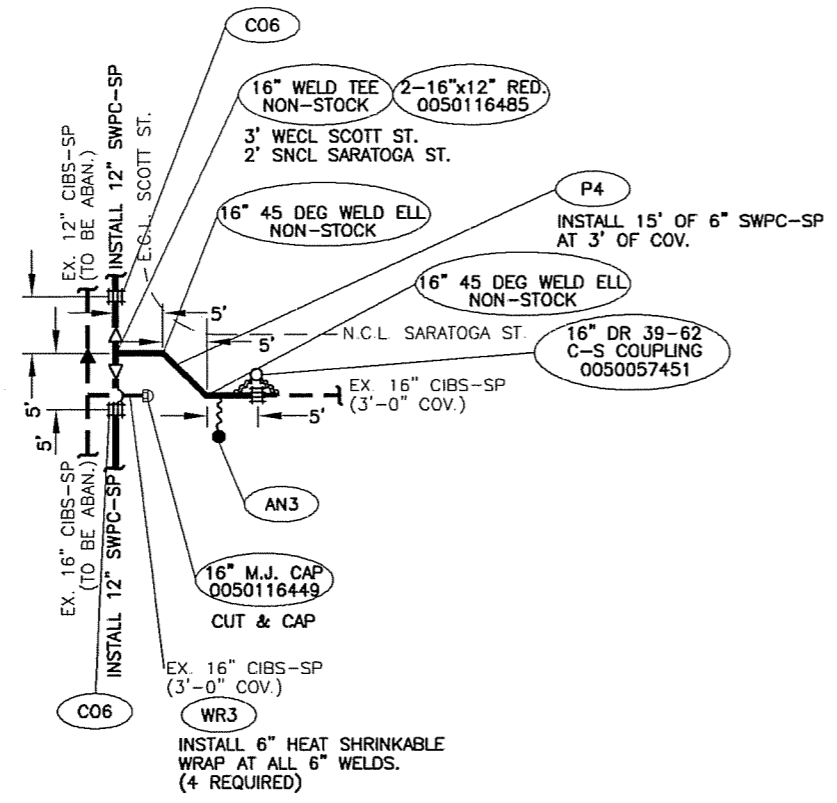 C06
16" WELD TEE
NON-STOCK
2-16"x12" RED.
0050116485
3' WECL SCOTT ST.
2' SNCL SARATOGA ST.
EX. 12" CIBS-SP
(TO BE ABAN.)
INSTALL 12" SWPC-SP
E.C.L. SCOTT ST.
16" 45 DEG WELD ELL
NON-STOCK
P4
INSTALL 15' OF 6" SWPC-SP
AT 3' OF COV.
16" 45 DEG WELD ELL
NON-STOCK
5'
5'
N.C.L. SARATOGA ST.
16" DR 39-62
C-S COUPLING
0050057451
EX. 16" CIBS-SP
(3'-0" COV.)
5'
5'
5'
AN3
EX. 16" CIBS-SP
(TO BE ABAN.)
INSTALL 12" SWPC-SP
16" M.J. CAP
0050116449
CUT & CAP
EX. 16" CIBS-SP
(3'-0" COV.)
C06
WR3
INSTALL 6" HEAT SHRINKABLE
WRAP AT ALL 6" WELDS.
(4 REQUIRED)